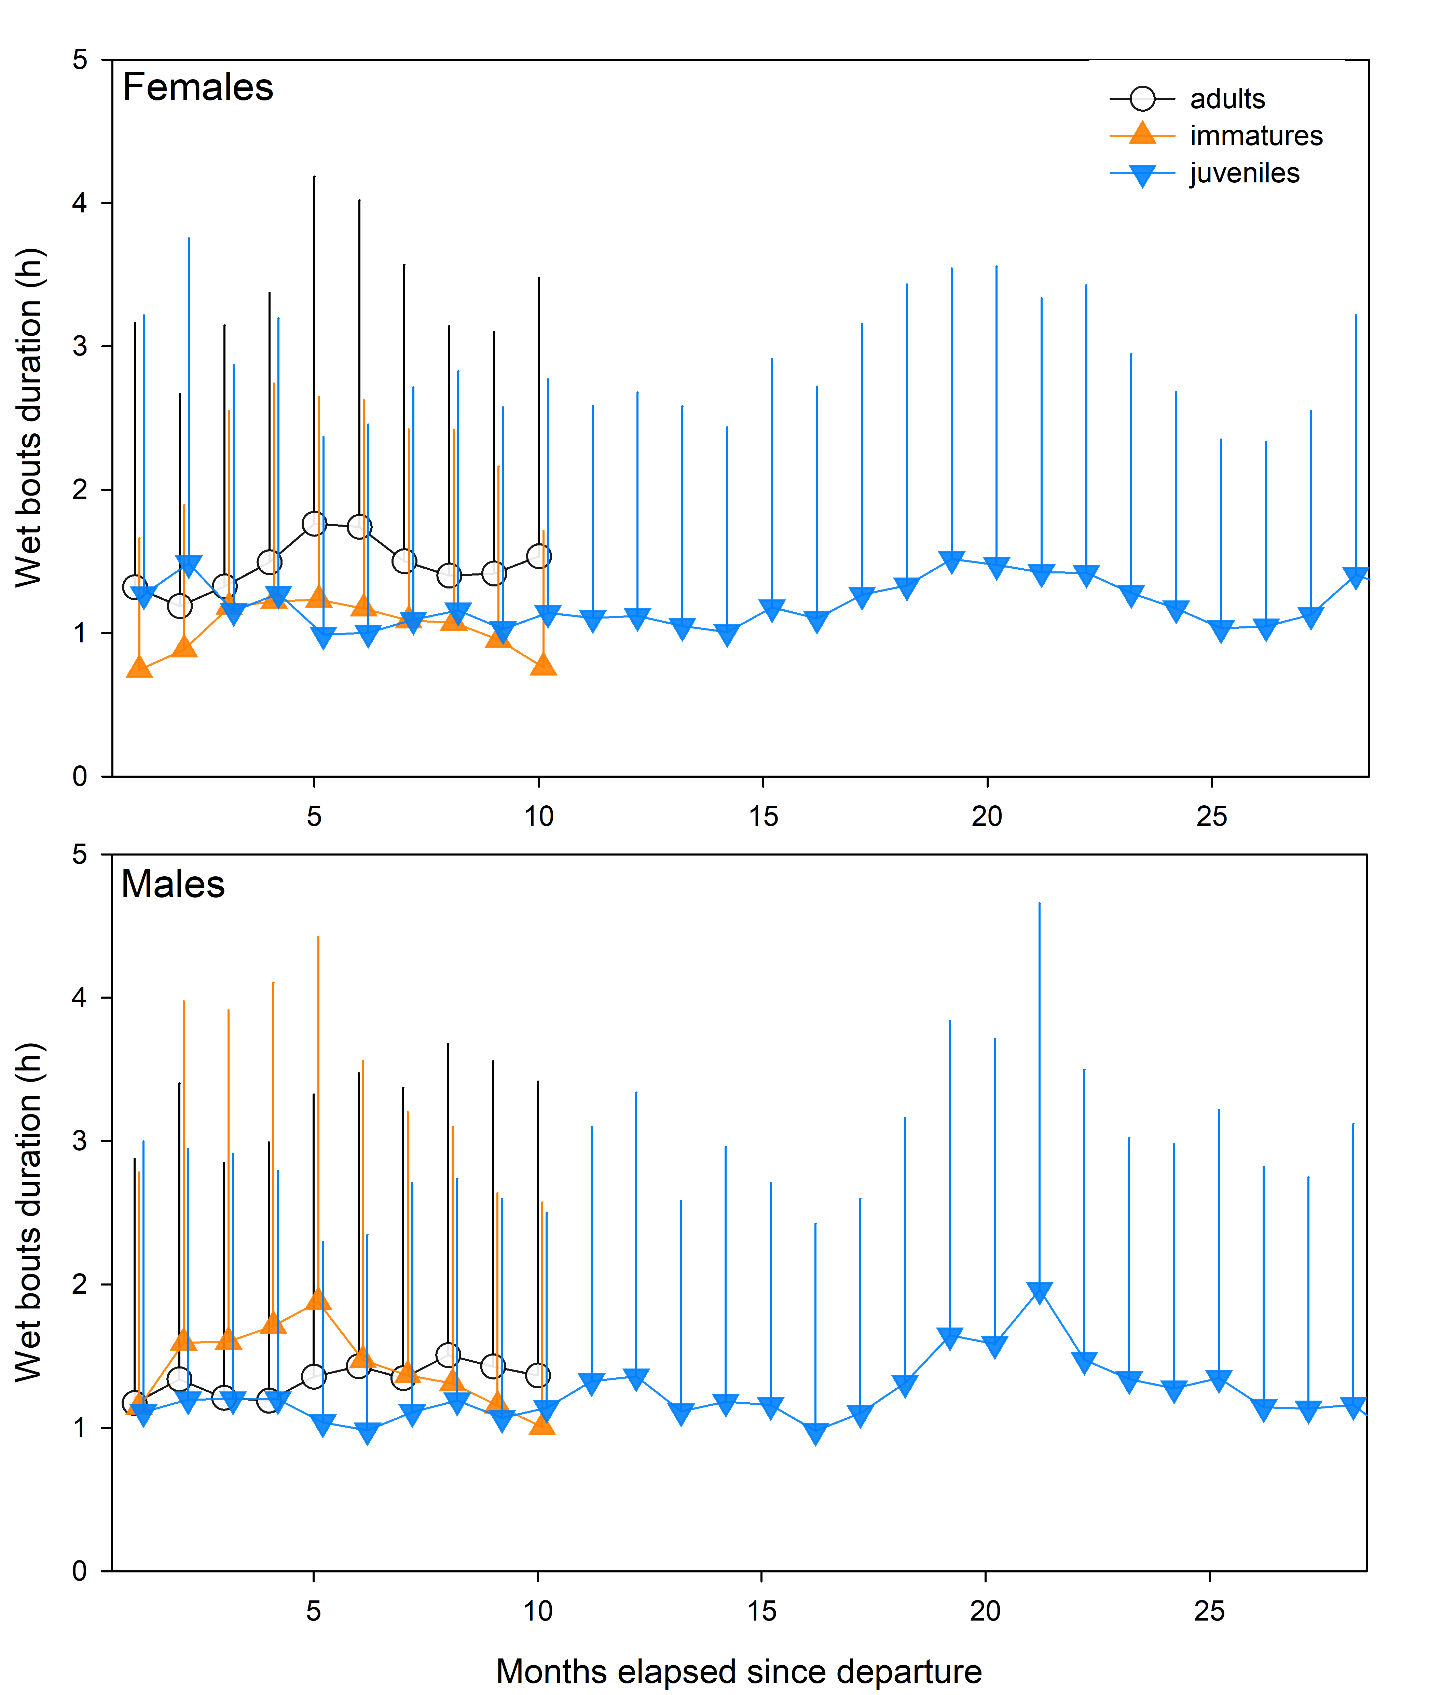 Females
adults
immatures
juveniles
Wet bouts duration (h)
5
4
3
2
1
0
5 10 15 20 25
Males
Wet bouts duration (h)
5
4
3
2
1
0
5 10 15 20 25
Months elapsed since departure